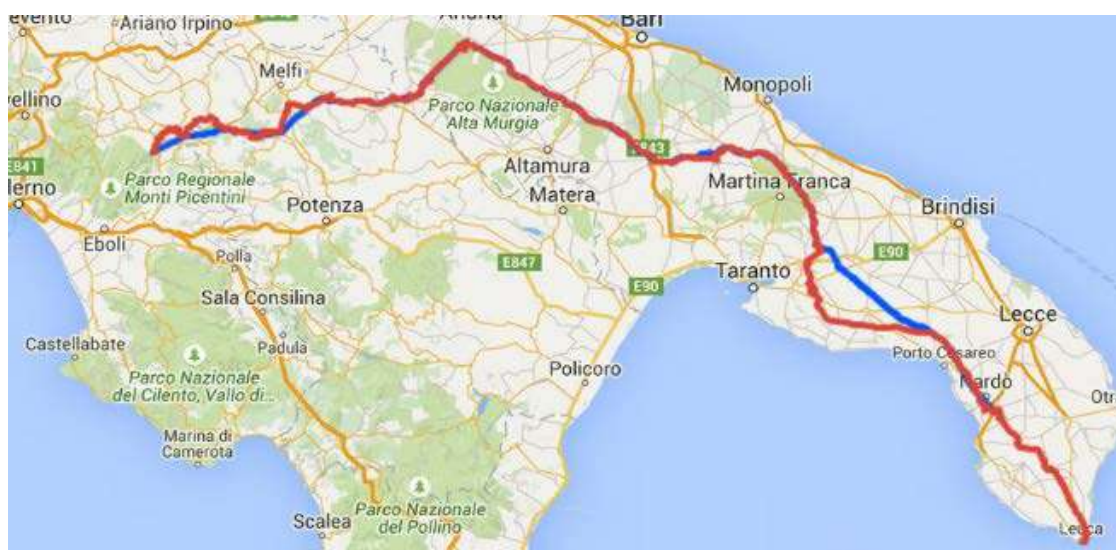 Ariano Irpino
Bari
Melfi
Monopoli
Parco Nazionale
Alta Murgia
E843
Altamura
E841
Martina Franca
Parco Regionale
Monti Picentini
Matera
Potenza
Brindisi
Eboli
Polla
E847
E90
Taranto
E90
Sala Consilina
Lecce
Castellabate
Padula
Porto Cesareo
Policoro
Parco Nazionale
del Cilento, Vallo di...
Nardò
Marina di
Camerota
Parco Nazionale
del Pollino
Scalea
Leuca